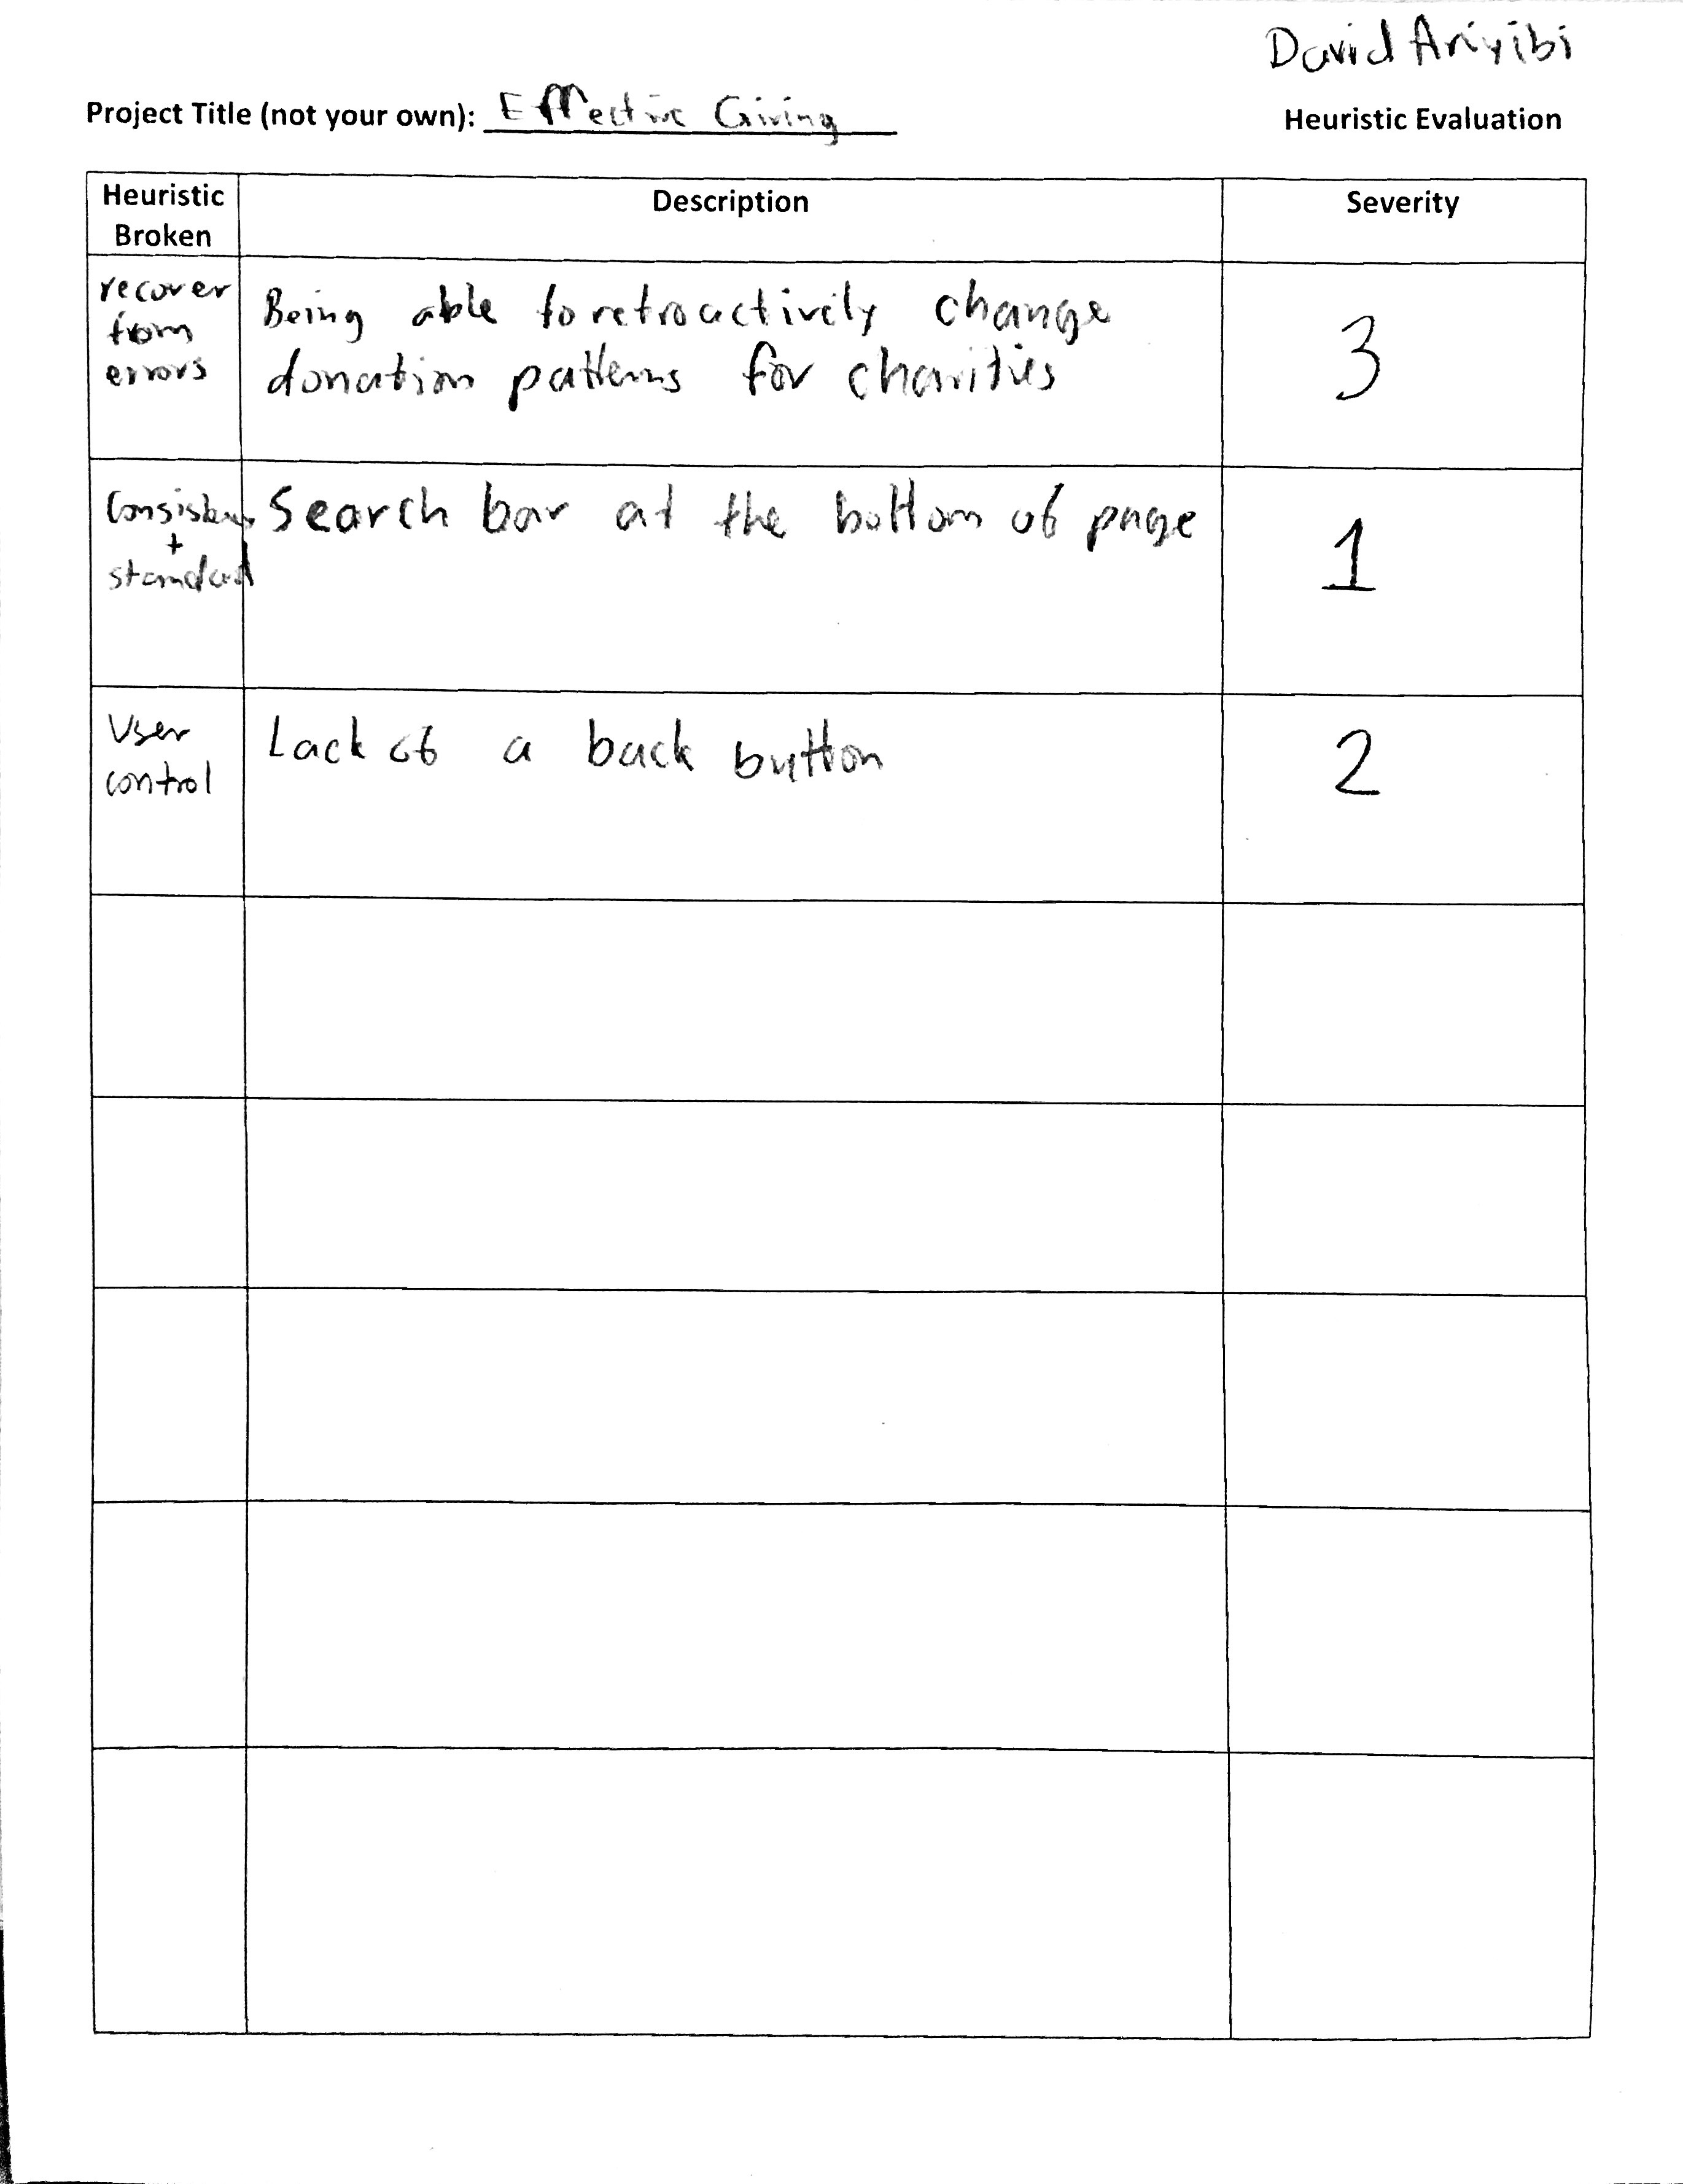 David Ariyibi
Project Title (not your own): Effective Giving
Heuristic Evaluation
Heuristic
Broken
Description
Severity
recover
from
errors
Being able to retroactively change
donation patterns for charities
3
Consistency
+
standard
Search bar at the bottom of page
1
User
control
Lack of a back button
2